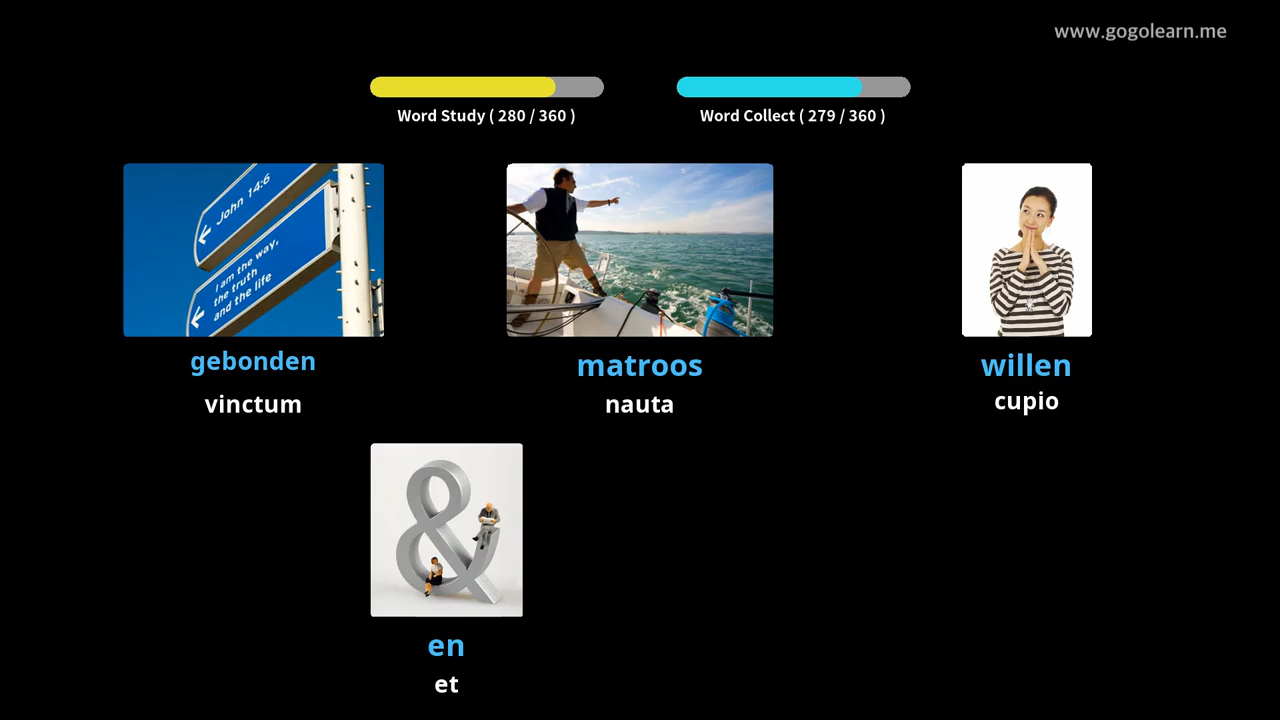 www.gogolearn.me
Word Study ( 280 / 360 )
Word Collect ( 279 / 360 )
John 14:6
I am the way,
the truth
and the life
gebonden
vinctum
matroos
nauta
willen
cupio
&
en
et